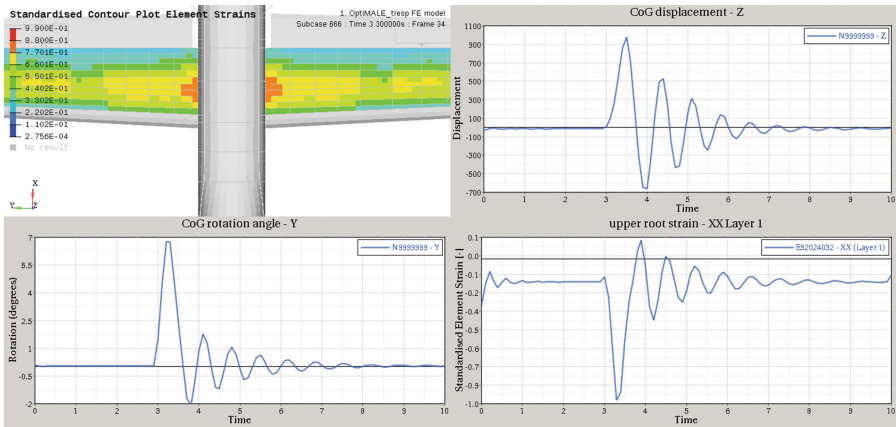 Standardised Contour Plot Element Strains
1: OptiMALE_tresp FE model
Subcase 666 : Time 3.300000s : Frame 34
9.900E-01
8.800E-01
7.701E-01
6.601E-01
5.501E-01
4.402E-01
3.302E-01
2.202E-01
1.102E-01
2.756E-04
No result
X
Y
Z
CoG displacement - Z
N9999999 - Z
Displacement
1100
900
700
500
300
100
-100
-300
-500
-700
0 1 2 3 4 5 6 7 8 9 10
Time
CoG rotation angle - Y
N9999999 - Y
Rotation (degrees)
7
5.5
4
2.5
1
-0.5
-2
0 1 2 3 4 5 6 7 8 9 10
Time
upper root strain - XX Layer 1
E52024032 - XX (Layer 1)
Standardised Element Strain [-]
0.1
0.0
-0.1
-0.2
-0.3
-0.4
-0.6
-0.7
-0.8
-0.9
-1.0
0 1 2 3 4 5 6 7 8 9 10
Time